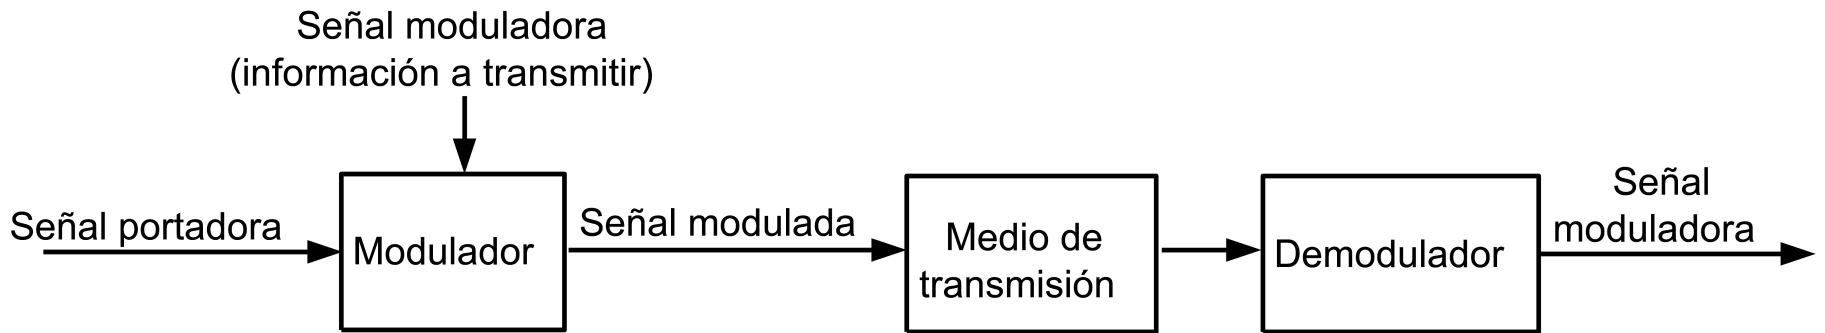 Señal moduladora
(información a transmitir)
Señal portadora
Modulador
Señal modulada
Medio de
transmisión
Demodulador
Señal
moduladora